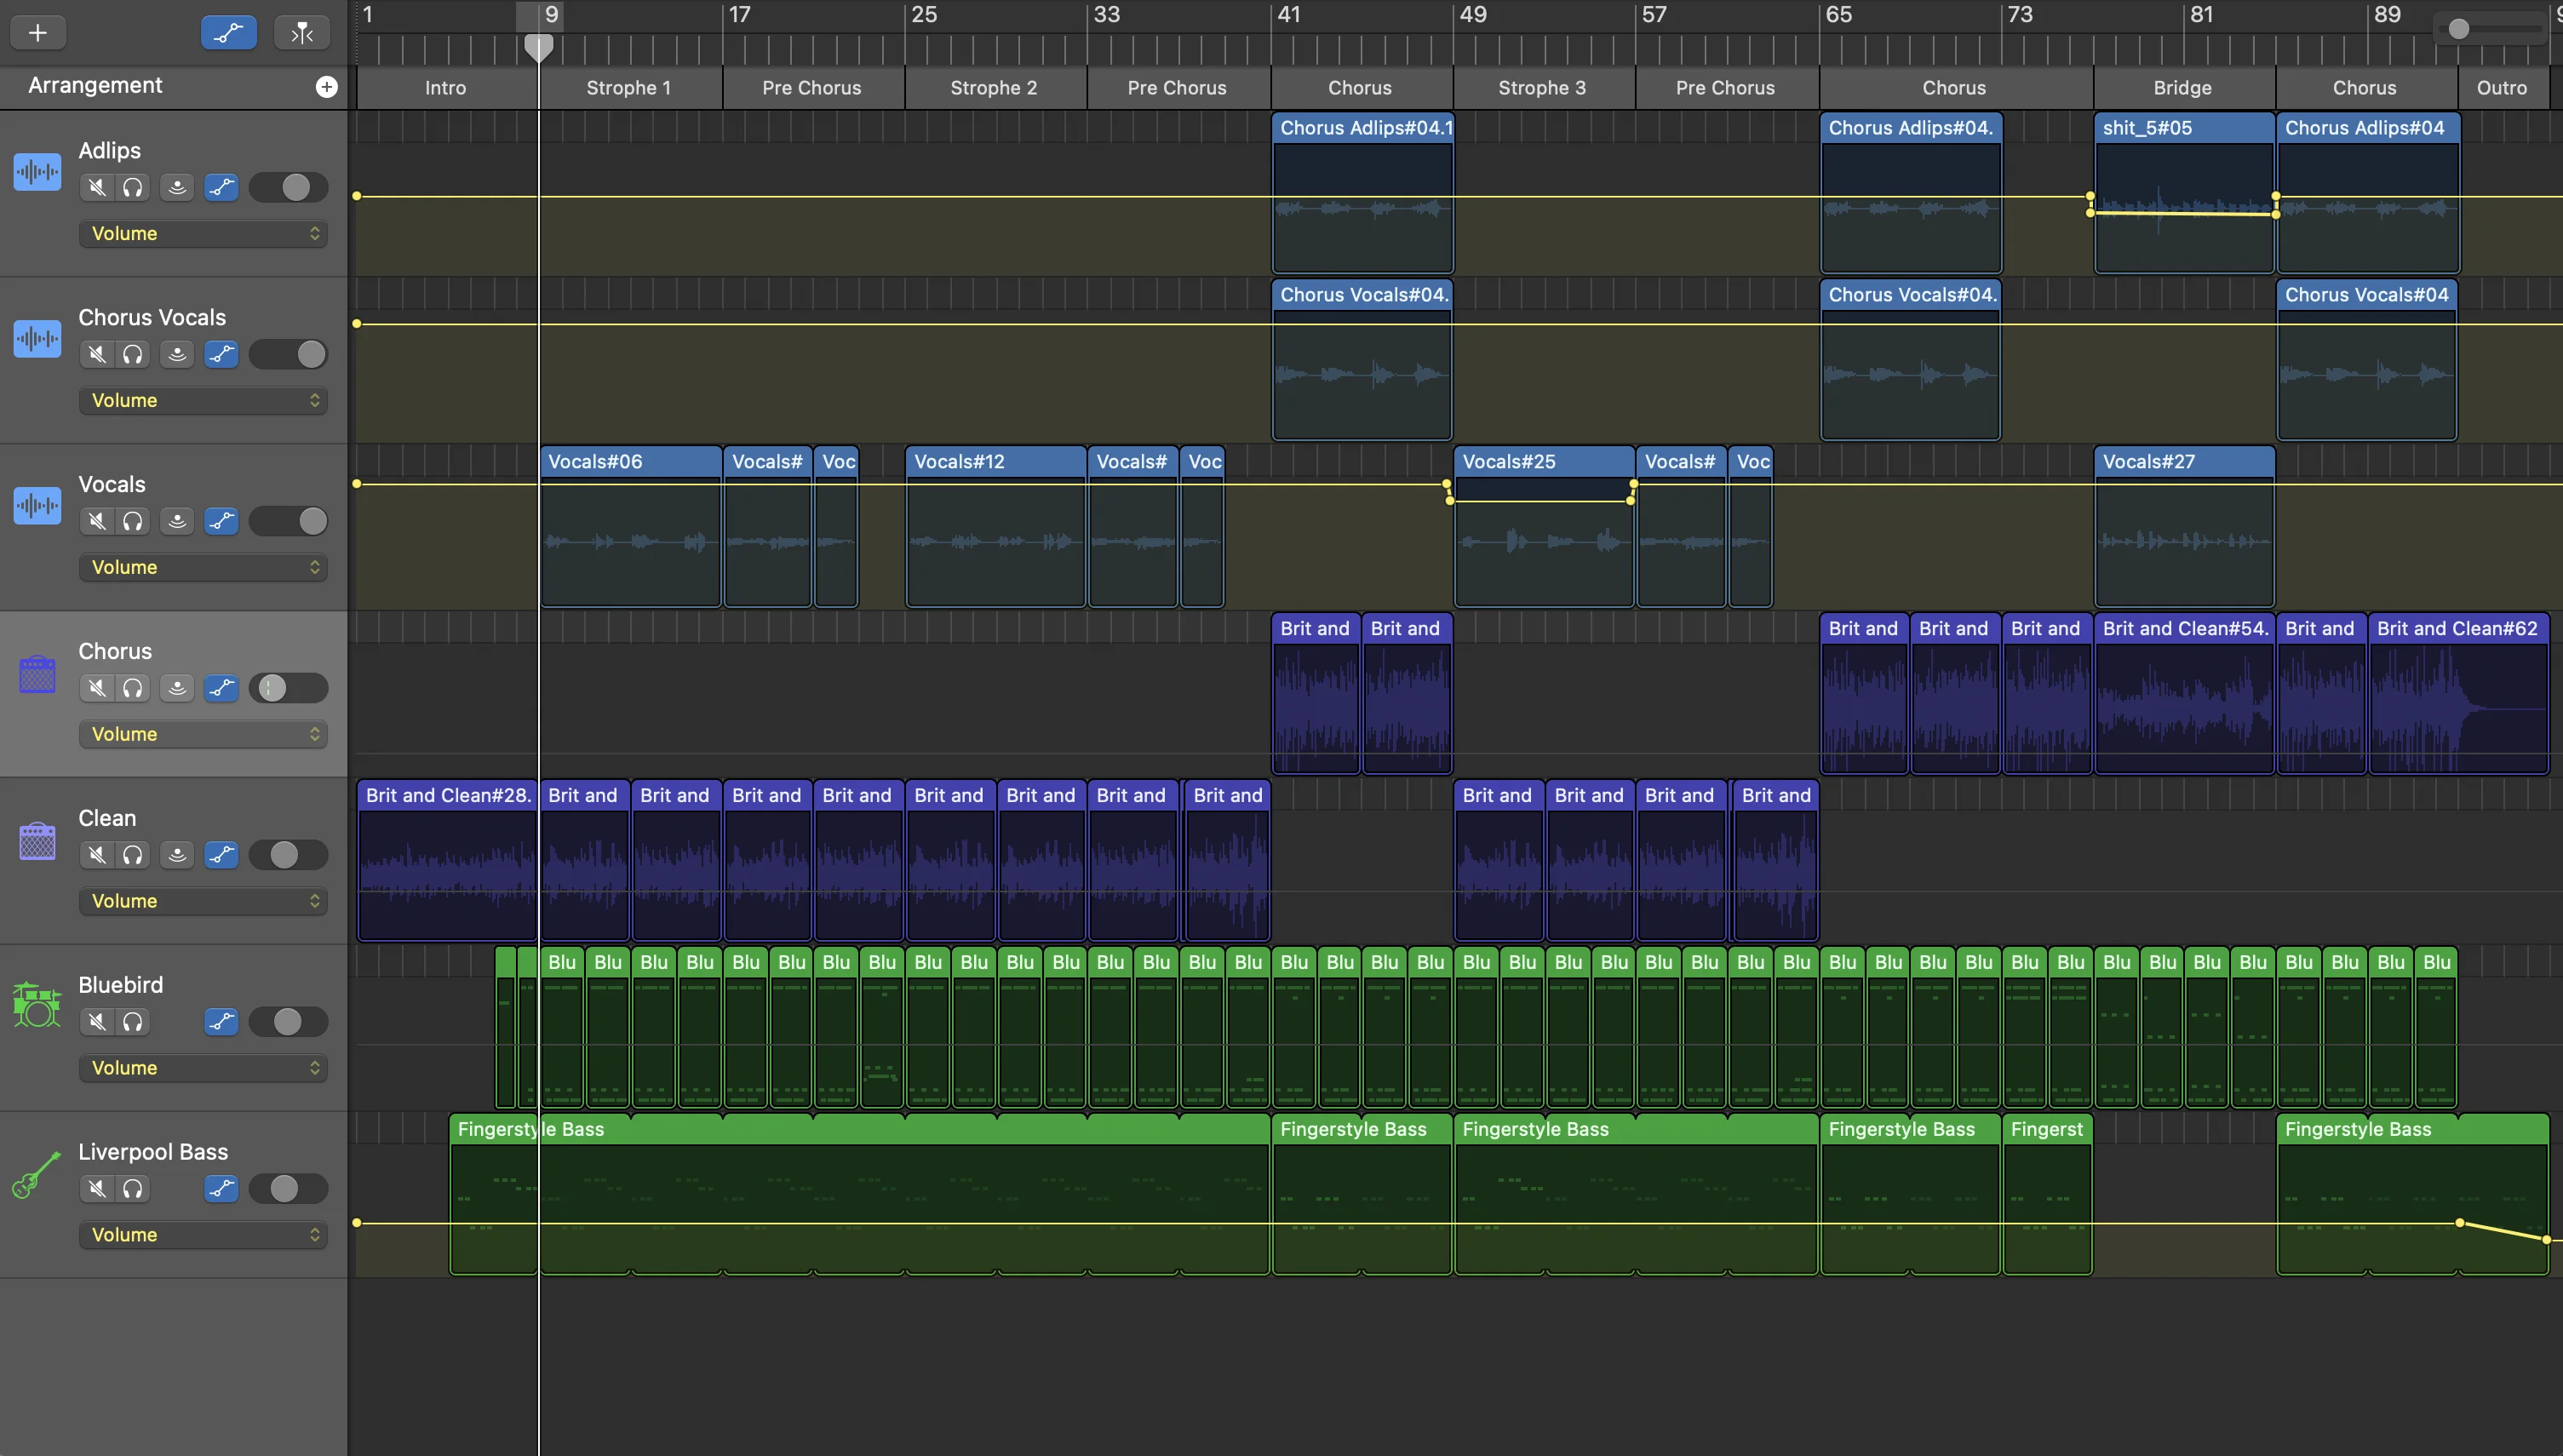 1 9 17 25 33 41 49 57 65 73 81 89
Arrangement
Intro Strophe 1 Pre Chorus Strophe 2 Pre Chorus Chorus Strophe 3 Pre Chorus Chorus Bridge Chorus Outro
Chorus Adlips#04.1 Chorus Adlips#04. shit_5#05 Chorus Adlips#04
Adlips
Volume
Chorus Vocals#04. Chorus Vocals#04. Chorus Vocals#04
Chorus Vocals
Volume
Vocals#06 Vocals# Voc Vocals#12 Vocals# Voc Vocals#25 Vocals# Voc Vocals#27
Vocals
Volume
Brit and Brit and Brit and Brit and Brit and Brit and Clean#54. Brit and Brit and Clean#62
Chorus
Volume
Brit and Clean#28. Brit and Brit and Brit and Brit and Brit and Brit and Brit and Brit and Brit and Brit and Brit and Brit and
Clean
Volume
Blu Blu Blu Blu Blu Blu Blu Blu Blu Blu Blu Blu Blu Blu Blu Blu Blu Blu Blu Blu Blu Blu Blu Blu Blu Blu Blu Blu Blu Blu Blu Blu Blu Blu Blu Blu Blu Blu Blu Blu Blu Blu
Bluebird
Volume
Fingerstyle Bass Fingerstyle Bass Fingerstyle Bass Fingerstyle Bass Fingerst Fingerstyle Bass
Liverpool Bass
Volume